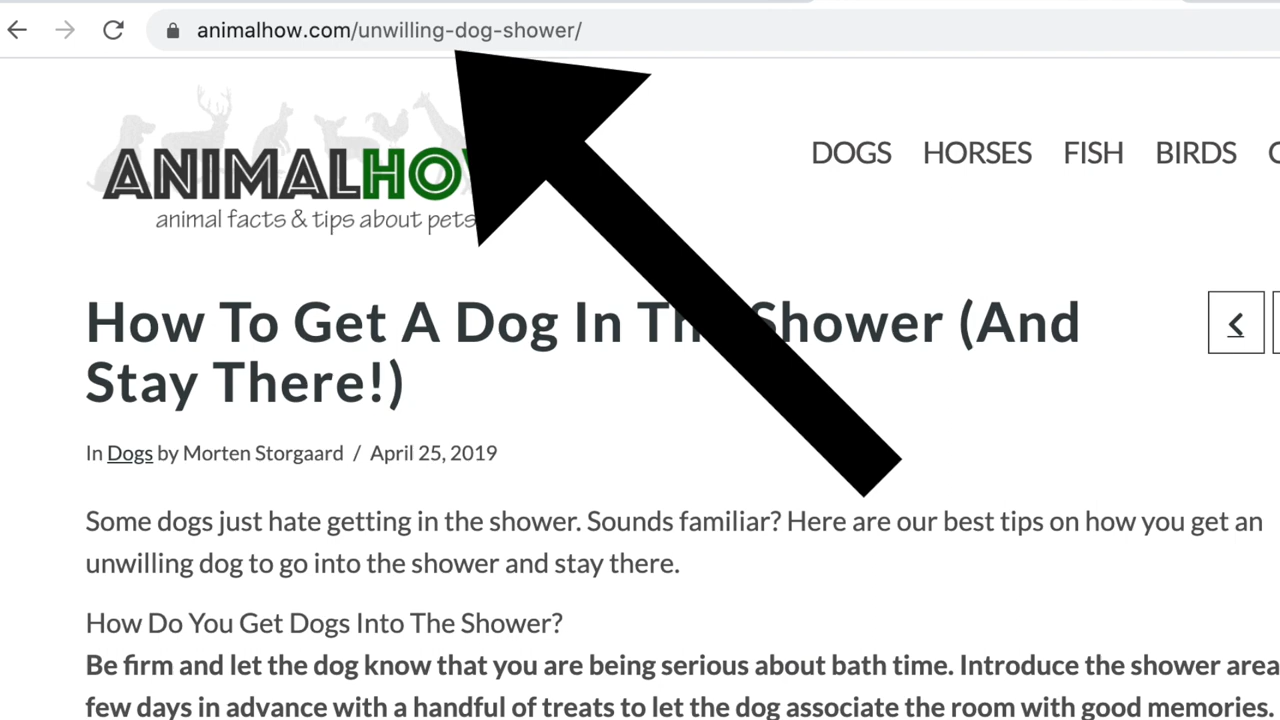 animalhow.com/unwilling-dog-shower/
DOGS HORSES FISH BIRDS
ANIMALHO
animal facts & tips about pets
How To Get A Dog In Shower (And
Stay There!)
In Dogs by Morten Storgaard / April 25, 2019
Some dogs just hate getting in the shower. Sounds familiar? Here are our best tips on how you get an
unwilling dog to go into the shower and stay there.
How Do You Get Dogs Into The Shower?
Be firm and let the dog know that you are being serious about bath time. Introduce the shower area
few days in advance with a handful of treats to let the dog associate the room with good memories.